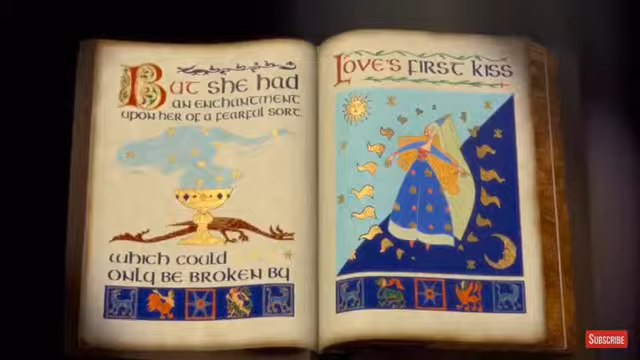 But she had
an enchantment
upon her of a fearful sort.
which could
only be broken by
Love's first kiss
SUBSCRIBE